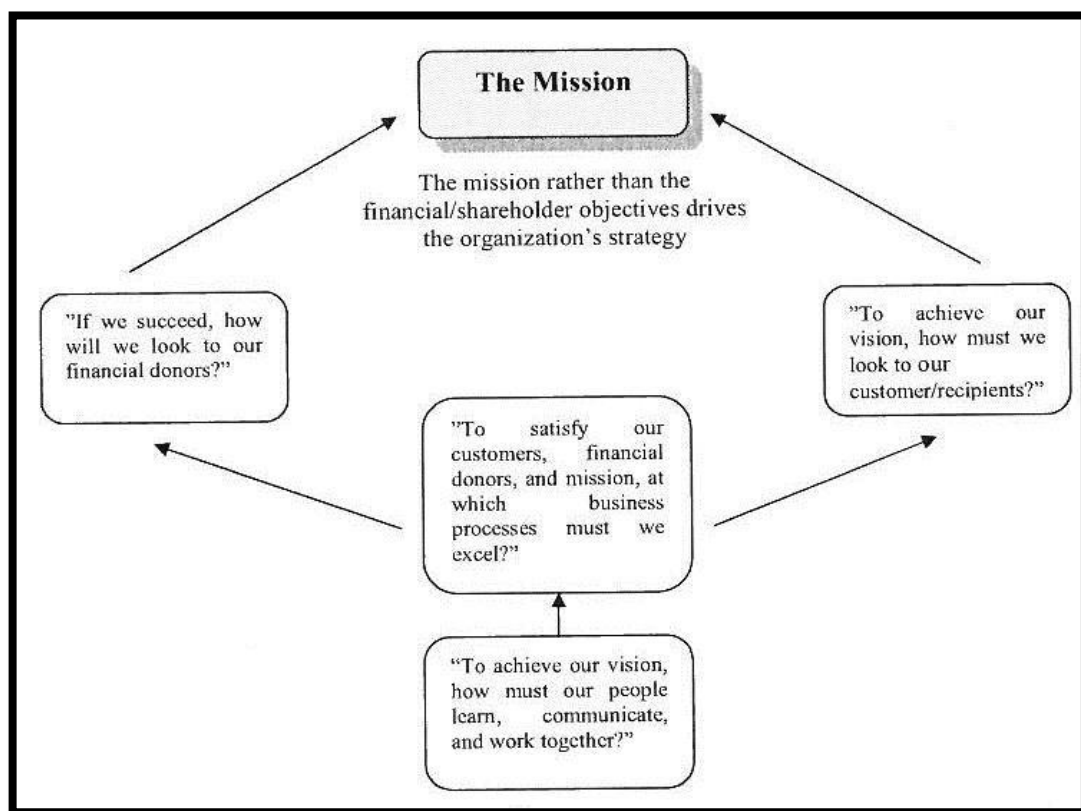 The Mission
The mission rather than the
financial/shareholder objectives drives
the organization's strategy
"If we succeed, how
will we look to our
financial donors?"
"To achieve our
vision, how must we
look to our
customer/recipients?"
"To satisfy our
customers, financial
donors, and mission, at
which business
processes must we
excel?"
"To achieve our vision,
how must our people
learn, communicate,
and work together?"